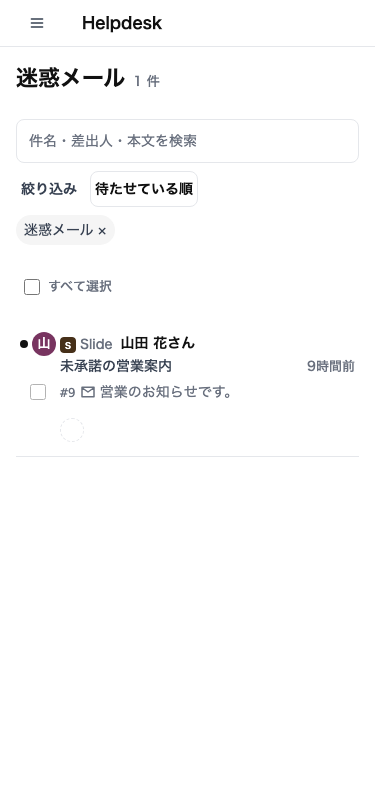 Helpdesk
迷惑メール 1 件
件名・差出人・本文を検索
絞り込み 待たせている順
迷惑メール ×
すべて選択
山 s Slide 山田 花さん
未承諾の営業案内 9時間前
#9 営業のお知らせです。